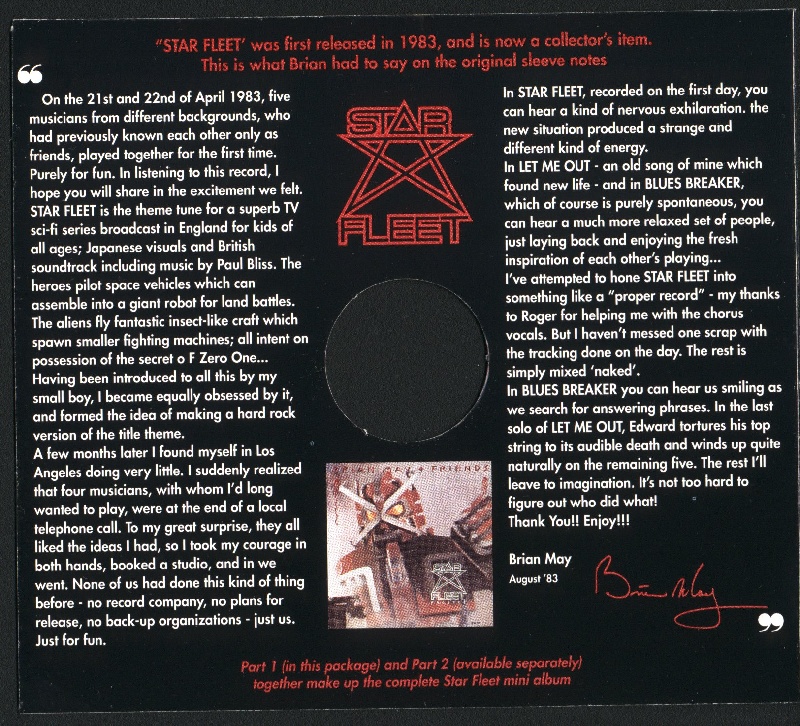 "STAR FLEET' was first released in 1983, and is now a collector's item.
This is what Brian had to say on the original sleeve notes
“
On the 21st and 22nd of April 1983, five
musicians from different backgrounds, who
had previously known each other only as
friends, played together for the first time.
Purely for fun. In listening to this record, I
hope you will share in the excitement we felt.
STAR FLEET is the theme tune for a superb TV
sci-fi series broadcast in England for kids of
all ages; Japanese visuals and British
soundtrack including music by Paul Bliss. The
heroes pilot space vehicles which can
assemble into a giant robot for land battles.
The aliens fly fantastic insect-like craft which
spawn smaller fighting machines; all intent on
possession of the secret o F Zero One...
Having been introduced to all this by my
small boy, I became equally obsessed by it,
and formed the idea of making a hard rock
version of the title theme.
A few months later I found myself in Los
Angeles doing very little. I suddenly realized
that four musicians, with whom I'd long
wanted to play, were at the end of a local
telephone call. To my great surprise, they all
liked the ideas I had, so I took my courage in
both hands, booked a studio, and in we
went. None of us had done this kind of thing
before - no record company, no plans for
release, no back-up organizations - just us.
Just for fun.
STAR
FLEET
BRIAN MAY + FRIENDS
STAR
FLEET
In STAR FLEET, recorded on the first day, you
can hear a kind of nervous exhilaration. the
new situation produced a strange and
different kind of energy.
In LET ME OUT - an old song of mine which
found new life - and in BLUES BREAKER,
which of course is purely spontaneous, you
can hear a much more relaxed set of people,
just laying back and enjoying the fresh
inspiration of each other's playing...
I've attempted to hone STAR FLEET into
something like a "proper record" - my thanks
to Roger for helping me with the chorus
vocals. But I haven't messed one scrap with
the tracking done on the day. The rest is
simply mixed 'naked'.
In BLUES BREAKER you can hear us smiling as
we search for answering phrases. In the last
solo of LET ME OUT, Edward tortures his top
string to its audible death and winds up quite
naturally on the remaining five. The rest I'll
leave to imagination. It's not too hard to
figure out who did what!
Thank You!! Enjoy!!!
Brian May
August '83
Brian May
”
Part 1 (in this package) and Part 2 (available separately)
together make up the complete Star Fleet mini album